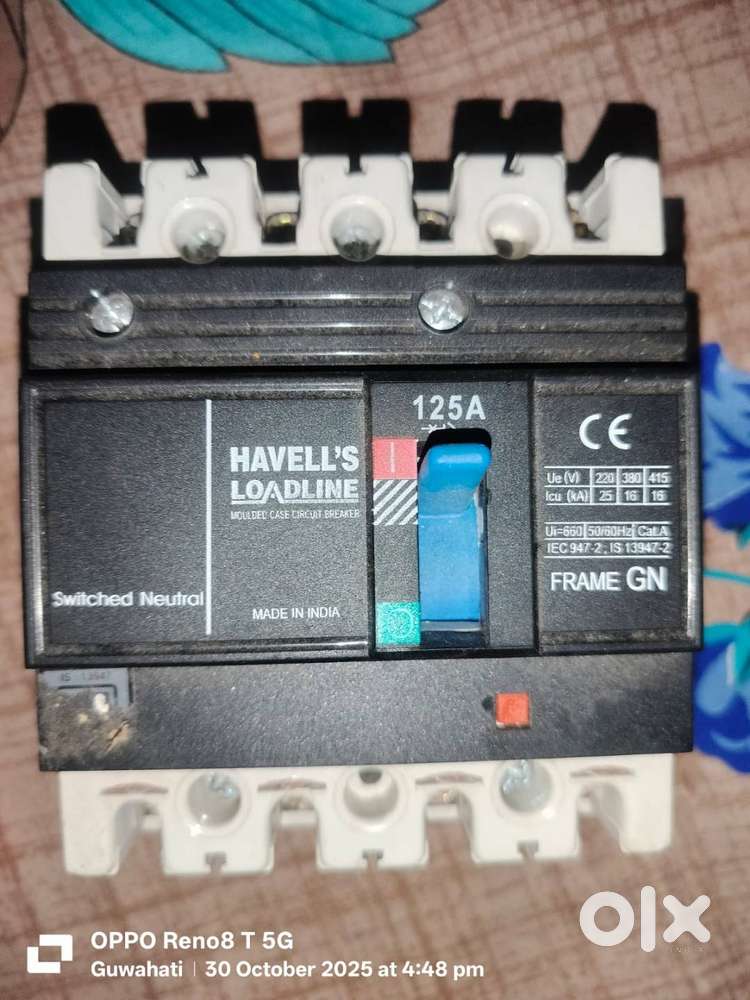 125A
HAVELL'S
LOADLINE
MOULDED CASE CIRCUIT BREAKER
I
Switched Neutral
MADE IN INDIA
CE
Ue (V) 220 380 415
Icu (kA) 25 16 16
Ui=660 50/60Hz Cat.A
IEC 947-2 , IS 13947-2
FRAME GN
IS 13947
olx
OPPO Reno8 T 5G
Guwahati | 30 October 2025 at 4:48 pm